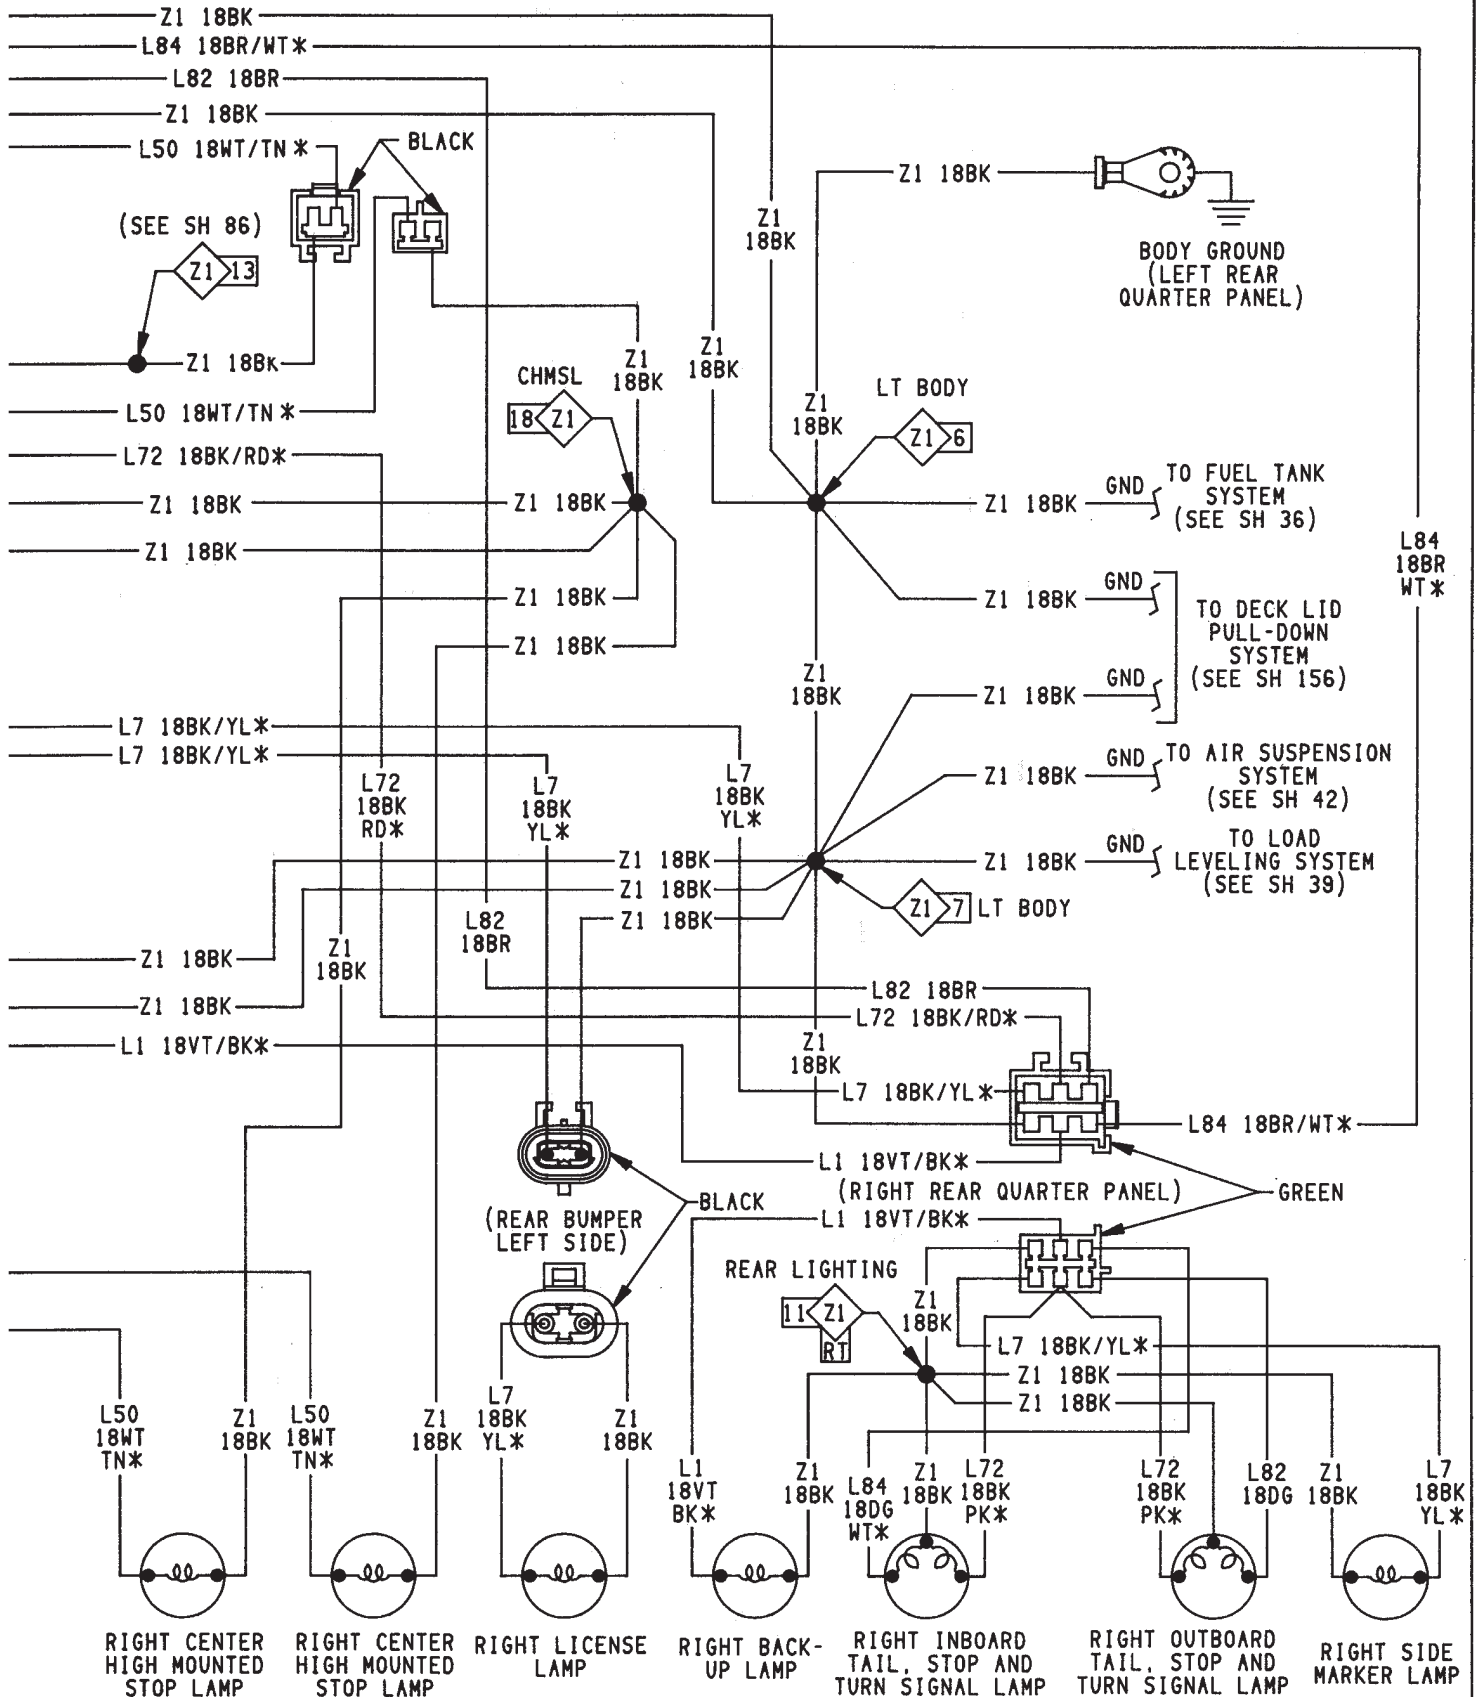 Z1 18BK
L84 18BR/WT*
L82 18BR
Z1 18BK
L50 18WT/TN*
BLACK
Z1 18BK
Z1
18BK
BODY GROUND
(LEFT REAR
QUARTER PANEL)
(SEE SH 86)
Z1 13
Z1 18BK
L50 18WT/TN*
L72 18BK/RD*
CHMSL
18 Z1
Z1
18BK
Z1
18BK
Z1
18BK
LT BODY
Z1 6
Z1 18BK
Z1 18BK
Z1 18BK
GND
TO FUEL TANK
SYSTEM
(SEE SH 36)
Z1 18BK
L84
18BR
WT*
Z1 18BK
Z1 18BK
GND
TO DECK LID
PULL-DOWN
SYSTEM
(SEE SH 156)
Z1 18BK
Z1
18BK
Z1 18BK
GND
L7 18BK/YL*
L7 18BK/YL*
L72
18BK
RD*
L7
18BK
YL*
L7
18BK
YL*
Z1 18BK
GND
TO AIR SUSPENSION
SYSTEM
(SEE SH 42)
Z1 18BK
Z1 18BK
Z1 18BK
Z1 18BK
GND
TO LOAD
LEVELING SYSTEM
(SEE SH 39)
Z1 7
LT BODY
Z1 18BK
Z1 18BK
L1 18VT/BK*
Z1
18BK
L82
18BR
L82 18BR
L72 18BK/RD*
Z1
18BK
L7 18BK/YL*
L84 18BR/WT*
L1 18VT/BK*
(RIGHT REAR QUARTER PANEL)
GREEN
BLACK
(REAR BUMPER
LEFT SIDE)
L1 18VT/BK*
REAR LIGHTING
11 Z1
RT
Z1
18BK
L7 18BK/YL*
Z1 18BK
Z1 18BK
L50
18WT
TN*
Z1
18BK
L50
18WT
TN*
Z1
18BK
L7
18BK
YL*
Z1
18BK
L1
18VT
BK*
Z1
18BK
L84
18DG
WT*
Z1
18BK
L72
18BK
PK*
L72
18BK
PK*
L82
18DG
Z1
18BK
L7
18BK
YL*
RIGHT CENTER
HIGH MOUNTED
STOP LAMP
RIGHT CENTER
HIGH MOUNTED
STOP LAMP
RIGHT LICENSE
LAMP
RIGHT BACK-
UP LAMP
RIGHT INBOARD
TAIL, STOP AND
TURN SIGNAL LAMP
RIGHT OUTBOARD
TAIL, STOP AND
TURN SIGNAL LAMP
RIGHT SIDE
MARKER LAMP